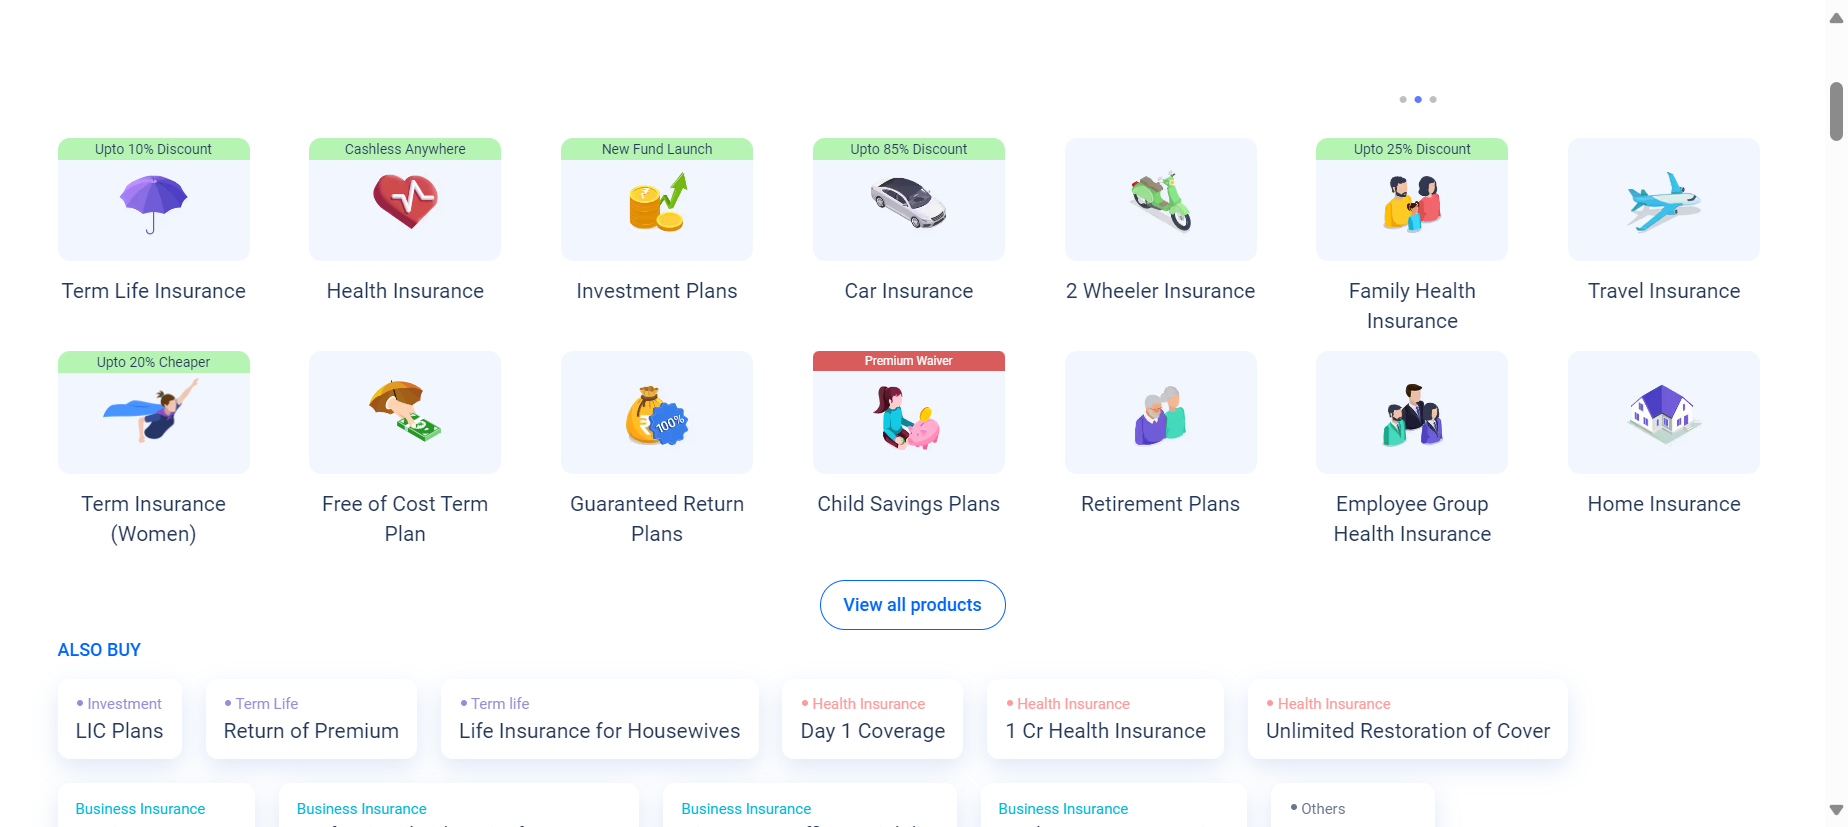 Upto 10% Discount
Cashless Anywhere
New Fund Launch
Upto 85% Discount
Upto 25% Discount
Term Life Insurance
Health Insurance
Investment Plans
Car Insurance
2 Wheeler Insurance
Family Health
Insurance
Travel Insurance
Upto 20% Cheaper
Premium Waiver
100%
Term Insurance
(Women)
Free of Cost Term
Plan
Guaranteed Return
Plans
Child Savings Plans
Retirement Plans
Employee Group
Health Insurance
Home Insurance
View all products
ALSO BUY
Investment
LIC Plans
Term Life
Return of Premium
Term life
Life Insurance for Housewives
Health Insurance
Day 1 Coverage
Health Insurance
1 Cr Health Insurance
Health Insurance
Unlimited Restoration of Cover
Business Insurance
Business Insurance
Business Insurance
Business Insurance
Others